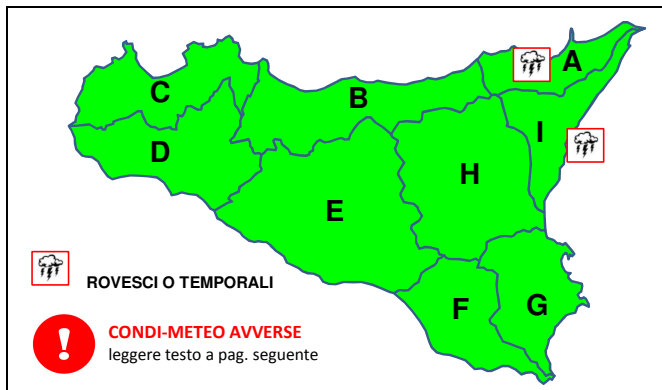 A
B
C
I
D
H
E
ROVESCI O TEMPORALI
F
G
!
CONDI-METEO AVVERSE
leggere testo a pag. seguente